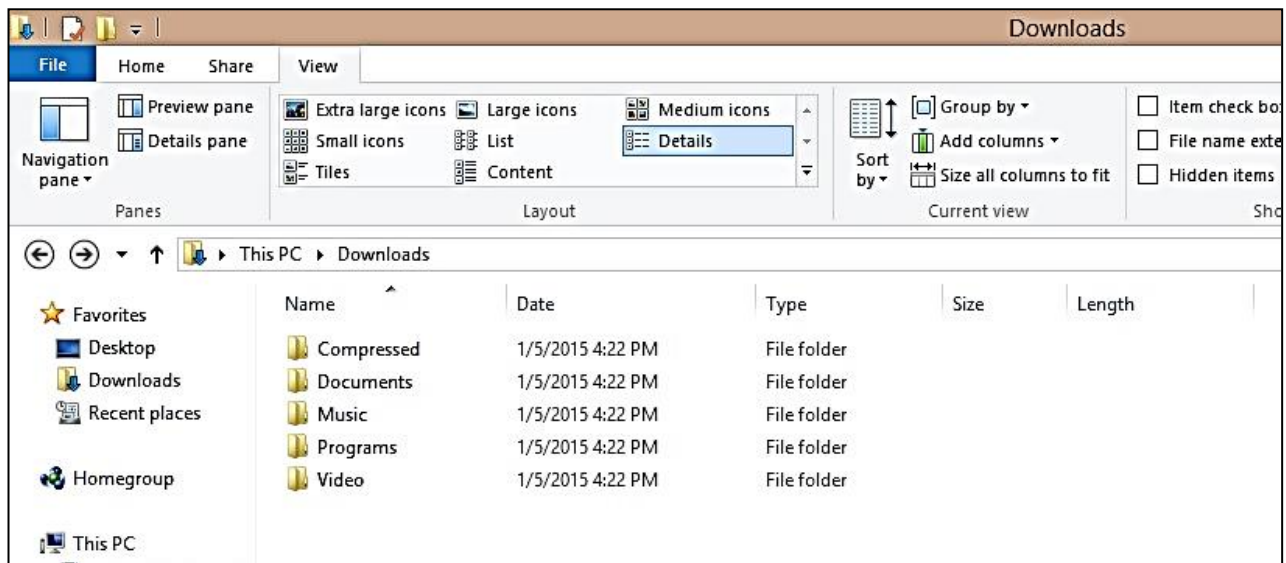 Downloads
File Home Share View
Preview pane
Details pane
Navigation pane
Extra large icons Large icons Medium icons
Small icons List Details
Tiles Content
Sort by
Group by
Add columns
Size all columns to fit
Item check
File name
Hidden items
Panes Layout Current view
This PC Downloads
Favorites
Desktop
Downloads
Recent places
Homegroup
This PC
Name Date Type Size Length
Compressed 1/5/2015 4:22 PM File folder
Documents 1/5/2015 4:22 PM File folder
Music 1/5/2015 4:22 PM File folder
Programs 1/5/2015 4:22 PM File folder
Video 1/5/2015 4:22 PM File folder